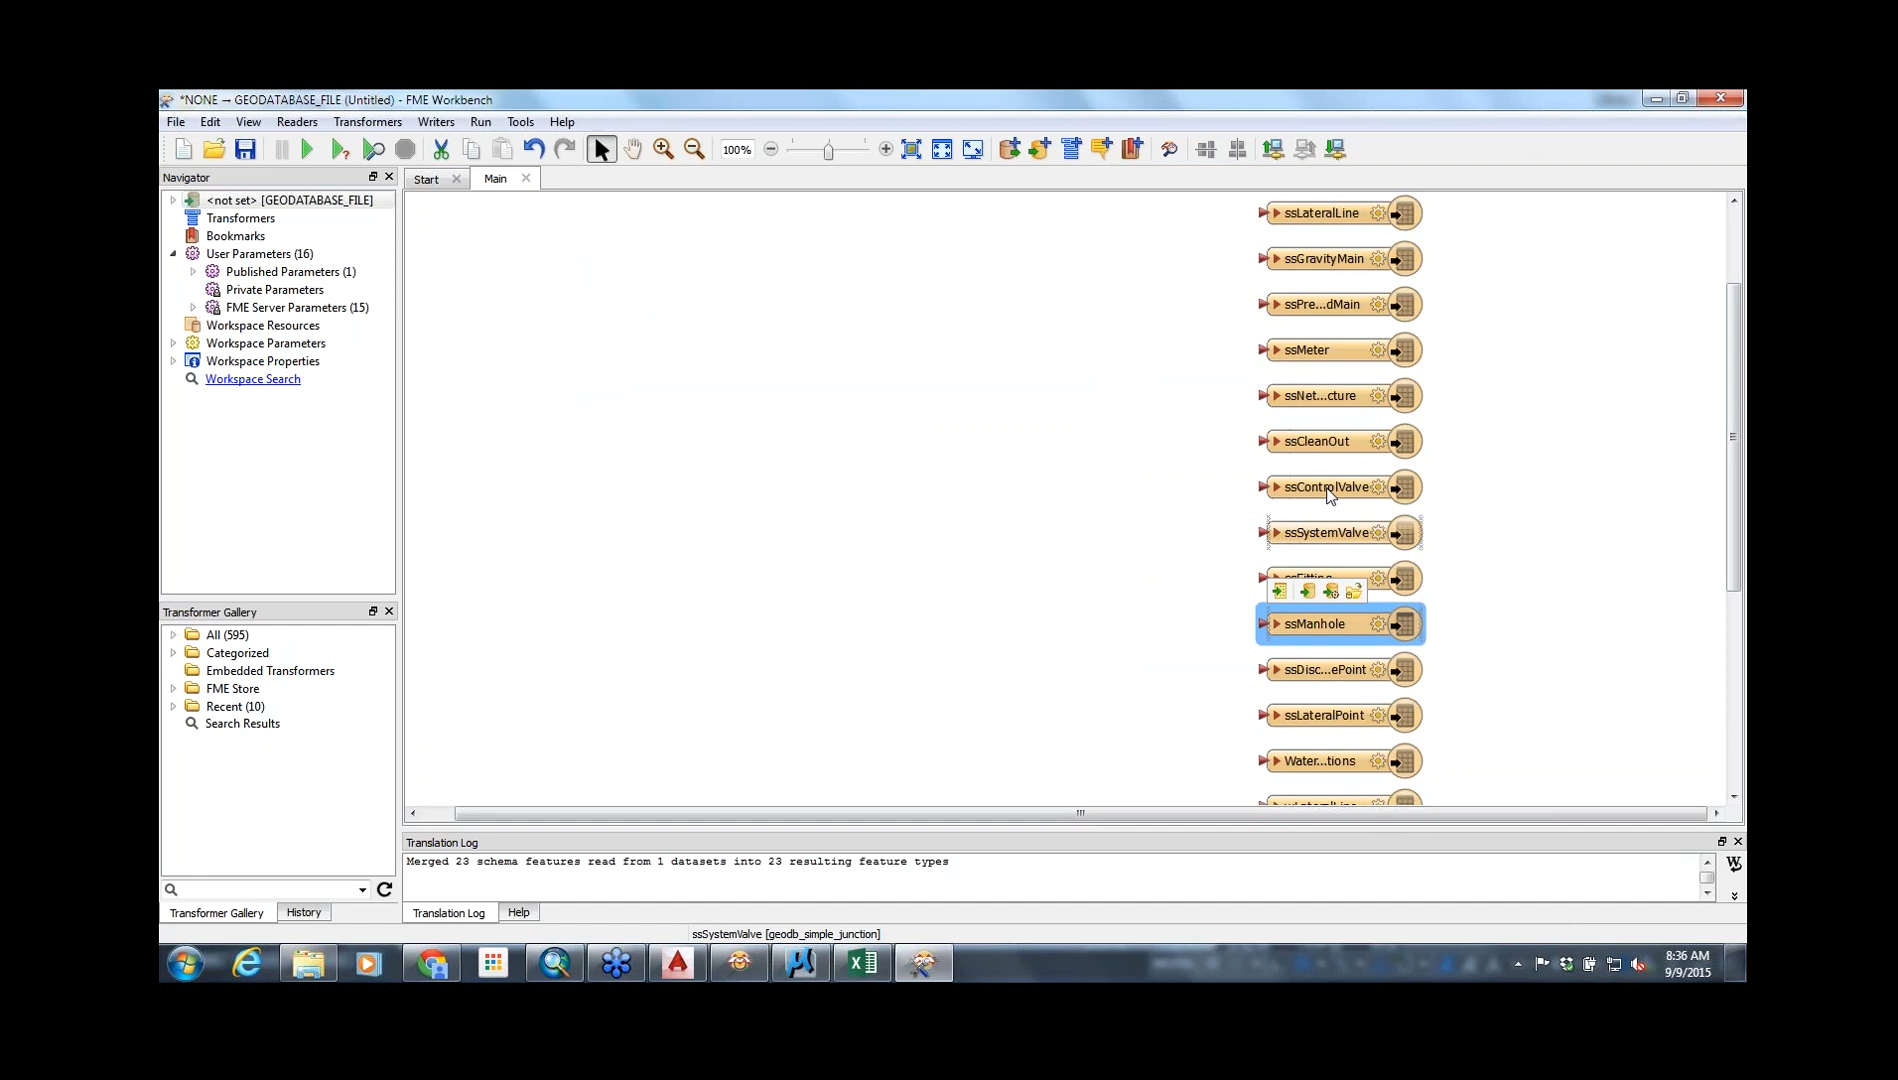 *NONE → GEODATABASE_FILE (Untitled) - FME Workbench
File Edit View Readers Transformers Writers Run Tools Help
100%
Navigator
<not set> [GEODATABASE_FILE]
Transformers
Bookmarks
User Parameters (16)
Published Parameters (1)
Private Parameters
FME Server Parameters (15)
Workspace Resources
Workspace Parameters
Workspace Properties
Workspace Search
Transformer Gallery
All (595)
Categorized
Embedded Transformers
FME Store
Recent (10)
Search Results
Transformer Gallery History
Start Main
ssLateralLine
ssGravityMain
ssPre...dMain
ssMeter
ssNet...cture
ssCleanOut
ssControlValve
ssSystemValve
ssFitting
ssManhole
ssDisc...ePoint
ssLateralPoint
Water...tions
wLateralLine
Translation Log
Merged 23 schema features read from 1 datasets into 23 resulting feature types
Translation Log Help
ssSystemValve [geodb_simple_junction]
8:36 AM
9/9/2015